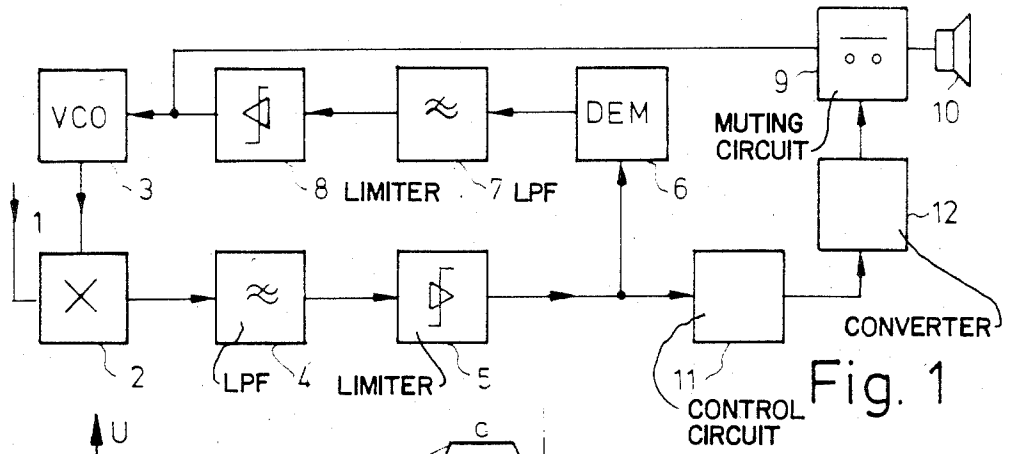 9
10
MUTING
CIRCUIT
VCO
DEM
3
8 LIMITER
7 LPF
6
12
1
CONVERTER
2
LPF 4
LIMITER 5
11
CONTROL
CIRCUIT
Fig. 1
U
c